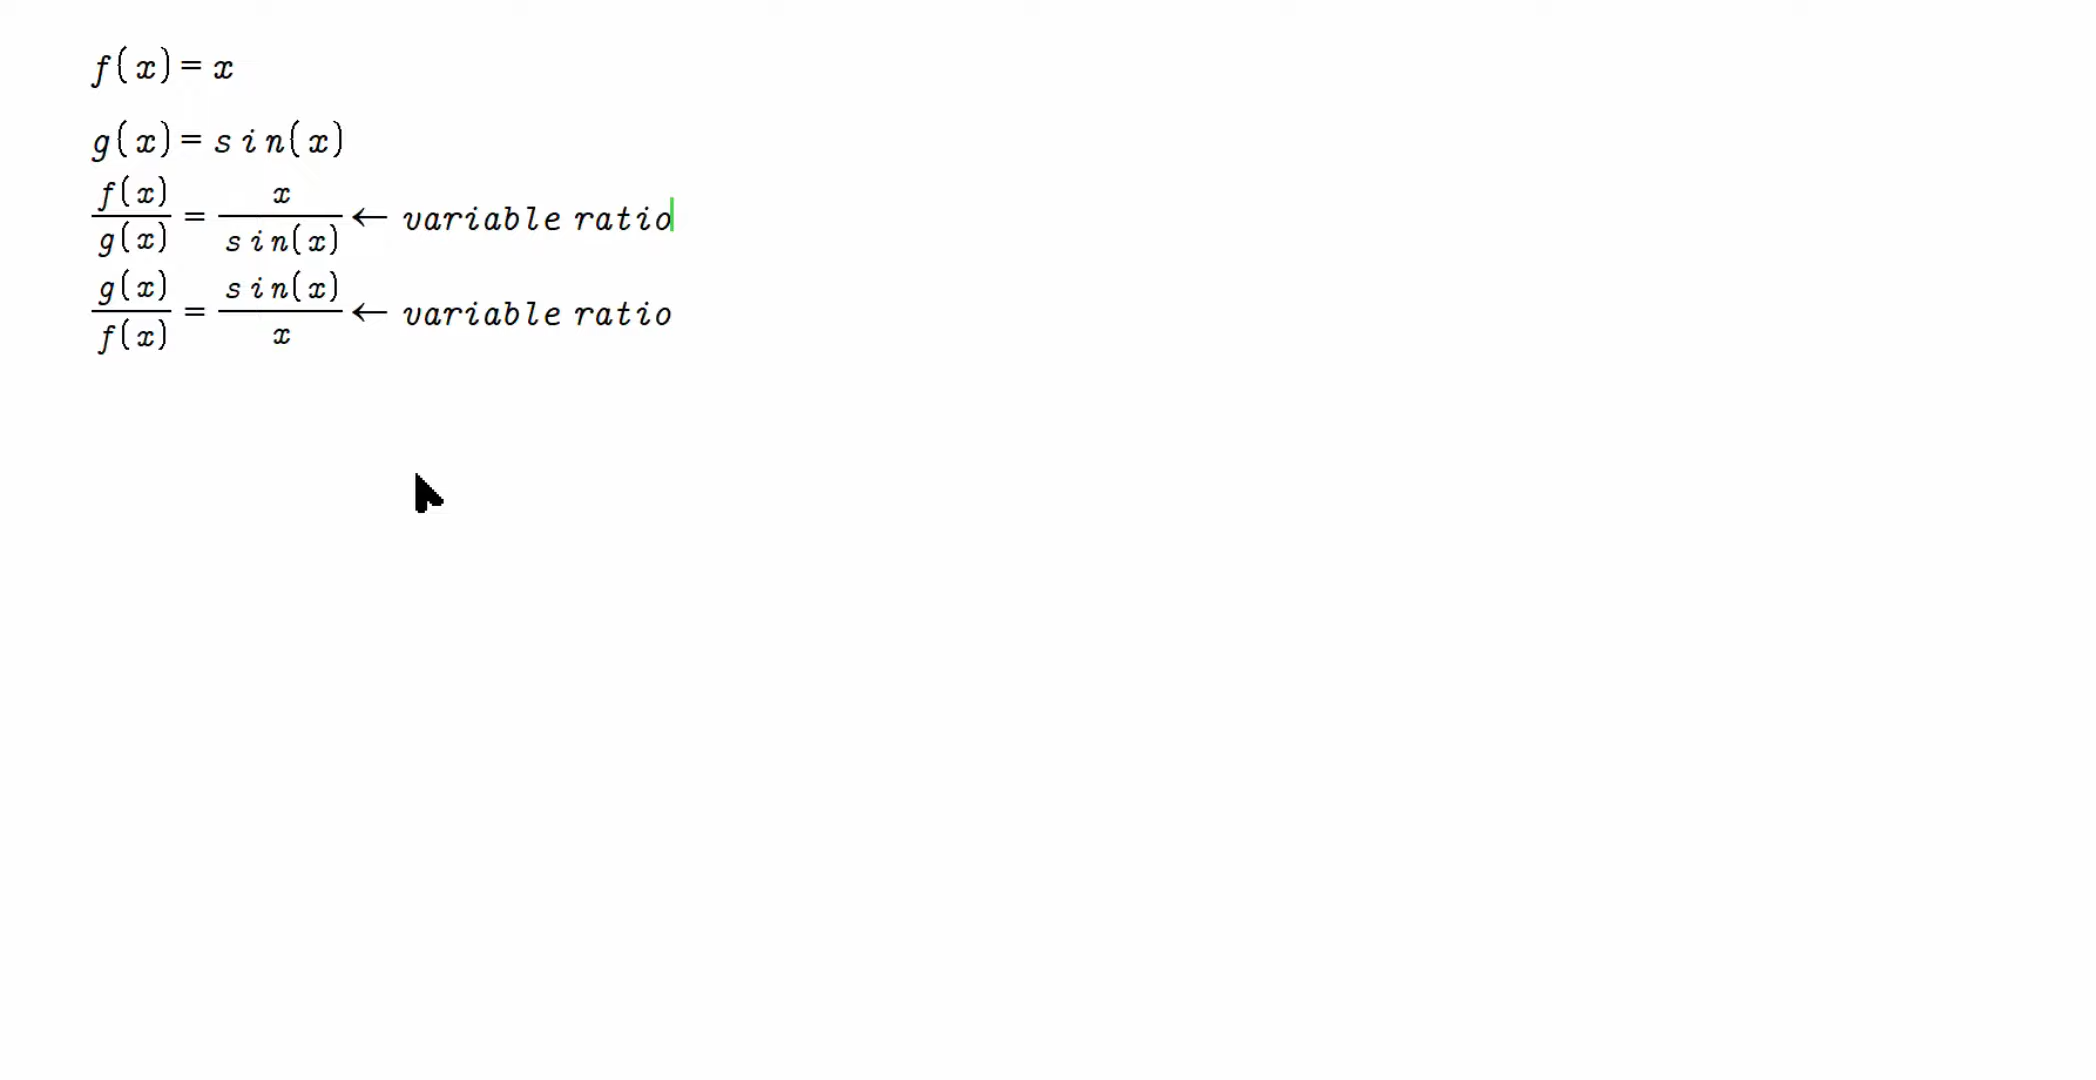 f(x) = x
g(x) = sin(x)
f(x)/g(x) = x/sin(x) ← variable ratio
g(x)/f(x) = sin(x)/x ← variable ratio